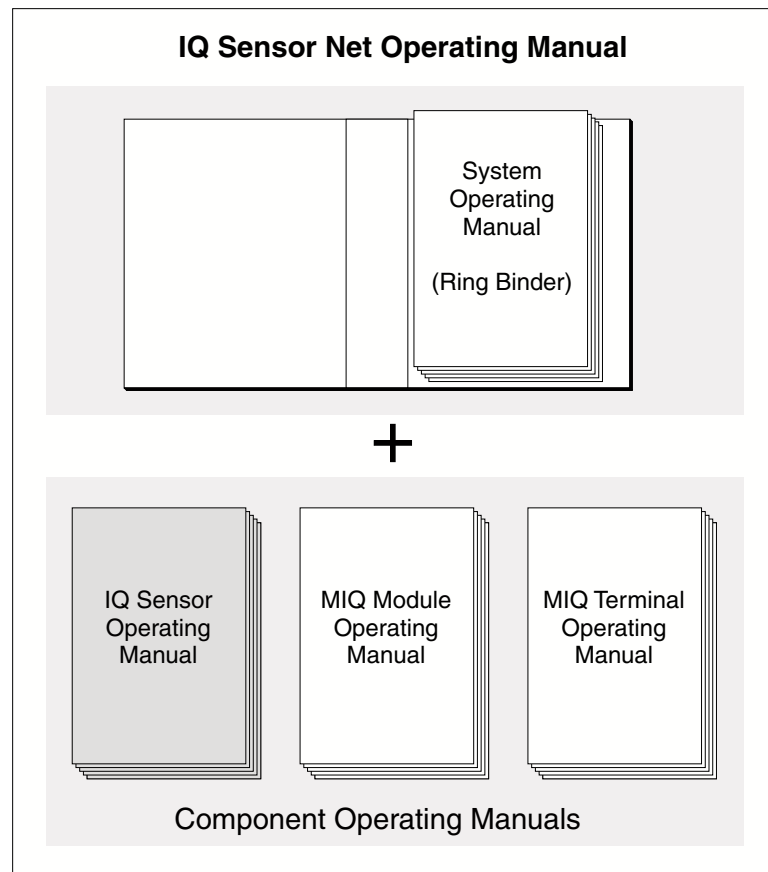 IQ Sensor Net Operating Manual
System
Operating
Manual
(Ring Binder)
+
IQ Sensor
Operating
Manual
MIQ Module
Operating
Manual
MIQ Terminal
Operating
Manual
Component Operating Manuals